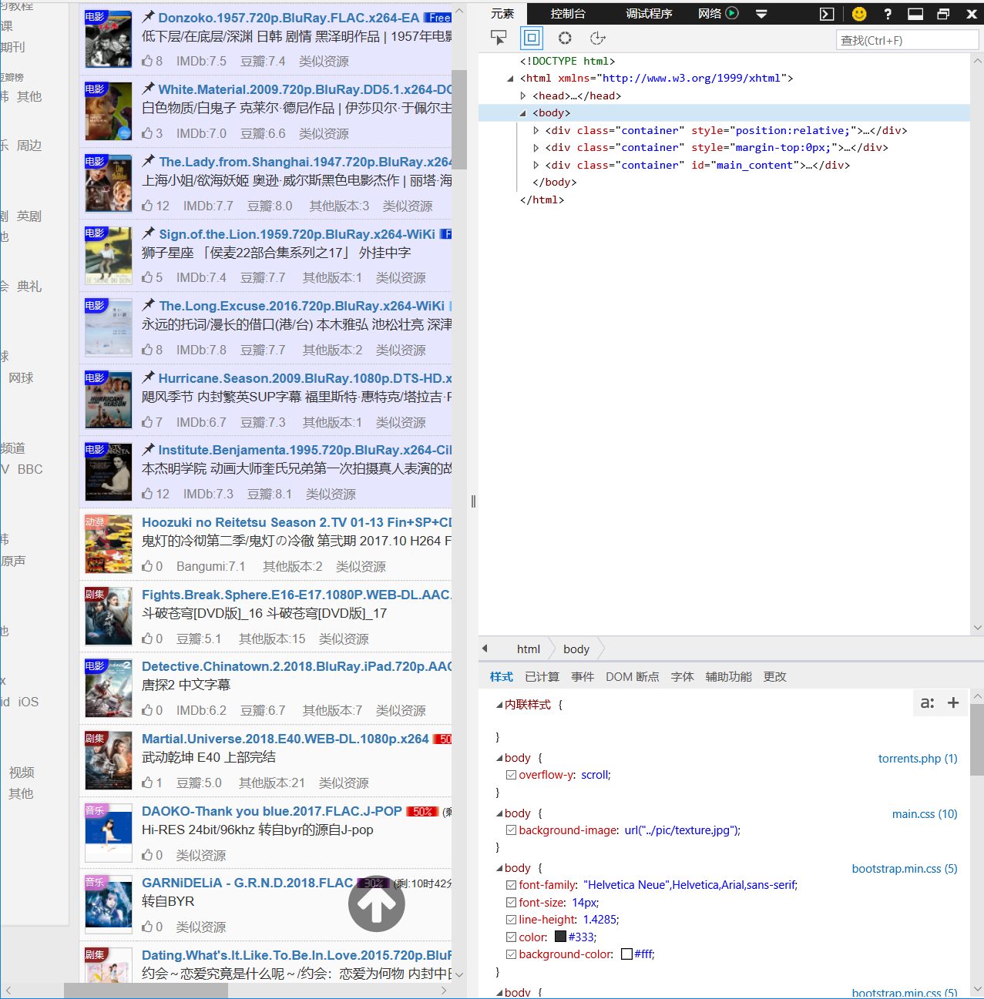 习教程
课
期刊
豆瓣榜
韩 其他
乐 周边
剧 英剧
他
会 典礼
球
网球
频道
V BBC
韩
原声
他
x
id iOS
视频
其他
电影
Donzoko.1957.720p.BluRay.FLAC.x264-EA Free
低下层/在底层/深渊 日韩 剧情 黑泽明作品 | 1957年电影
8 IMDb:7.5 豆瓣:7.4 类似资源
电影
White.Material.2009.720p.BluRay.DD5.1.x264-DO
白色物质/白鬼子 克莱尔·德尼作品 | 伊莎贝尔·于佩尔主
3 IMDb:7.0 豆瓣:6.6 类似资源
电影
The.Lady.from.Shanghai.1947.720p.BluRay.x264
上海小姐/欲海妖姬 奥逊·威尔斯黑色电影杰作 | 丽塔·海
12 IMDb:7.7 豆瓣:8.0 其他版本:3 类似资源
电影
Sign.of.the.Lion.1959.720p.BluRay.x264-WiKi F
狮子星座 「侯麦22部合集系列之17」 外挂中字
5 IMDb:7.4 豆瓣:7.7 其他版本:1 类似资源
电影
The.Long.Excuse.2016.720p.BluRay.x264-WiKi
永远的托词/漫长的借口(港/台) 本木雅弘 池松壮亮 深津
8 IMDb:7.8 豆瓣:7.7 其他版本:2 类似资源
电影
Hurricane.Season.2009.BluRay.1080p.DTS-HD.x
飓风季节 内封繁英SUP字幕 福里斯特·惠特克/塔拉吉·P
7 IMDb:6.7 豆瓣:7.3 其他版本:1 类似资源
电影
Institute.Benjamenta.1995.720p.BluRay.x264-CiN
本杰明学院 动画大师奎氏兄弟第一次拍摄真人表演的故
12 IMDb:7.3 豆瓣:8.1 类似资源
动漫
Hoozuki no Reitetsu Season 2.TV 01-13 Fin+SP+CD
鬼灯的冷彻第二季/鬼灯の冷徹 第弐期 2017.10 H264 F
0 Bangumi:7.1 其他版本:2 类似资源
剧集
Fights.Break.Sphere.E16-E17.1080P.WEB-DL.AAC.
斗破苍穹[DVD版]_16 斗破苍穹[DVD版]_17
0 豆瓣:5.1 其他版本:15 类似资源
电影
Detective.Chinatown.2.2018.BluRay.iPad.720p.AAC
唐探2 中文字幕
0 IMDb:6.2 豆瓣:6.7 其他版本:7 类似资源
剧集
Martial.Universe.2018.E40.WEB-DL.1080p.x264 50
武动乾坤 E40 上部完结
1 豆瓣:5.0 其他版本:21 类似资源
音乐
DAOKO-Thank you blue.2017.FLAC.J-POP 50% (剩
Hi-RES 24bit/96khz 转自byr的源自J-pop
0 类似资源
音乐
GARNiDELiA - G.R.N.D.2018.FLAC 30% (剩:10时42分
转自BYR
0 类似资源
剧集
Dating.What's.It.Like.To.Be.In.Love.2015.720p.BluR
约会～恋爱究竟是什么呢～/约会：恋爱为何物 内封中日
元素 控制台 调试程序 网络
查找(Ctrl+F)
<!DOCTYPE html>
<html xmlns="http://www.w3.org/1999/xhtml">
<head>…</head>
<body>
<div class="container" style="position:relative;">…</div>
<div class="container" style="margin-top:0px;">…</div>
<div class="container" id="main_content">…</div>
</body>
</html>
html body
样式 已计算 事件 DOM 断点 字体 辅助功能 更改
内联样式 {
a: +
}
body { torrents.php (1)
overflow-y: scroll;
}
body { main.css (10)
background-image: url("../pic/texture.jpg");
}
body { bootstrap.min.css (5)
font-family: "Helvetica Neue",Helvetica,Arial,sans-serif;
font-size: 14px;
line-height: 1.4285;
color: #333;
background-color: #fff;
}
body { bootstrap.min.css (5)